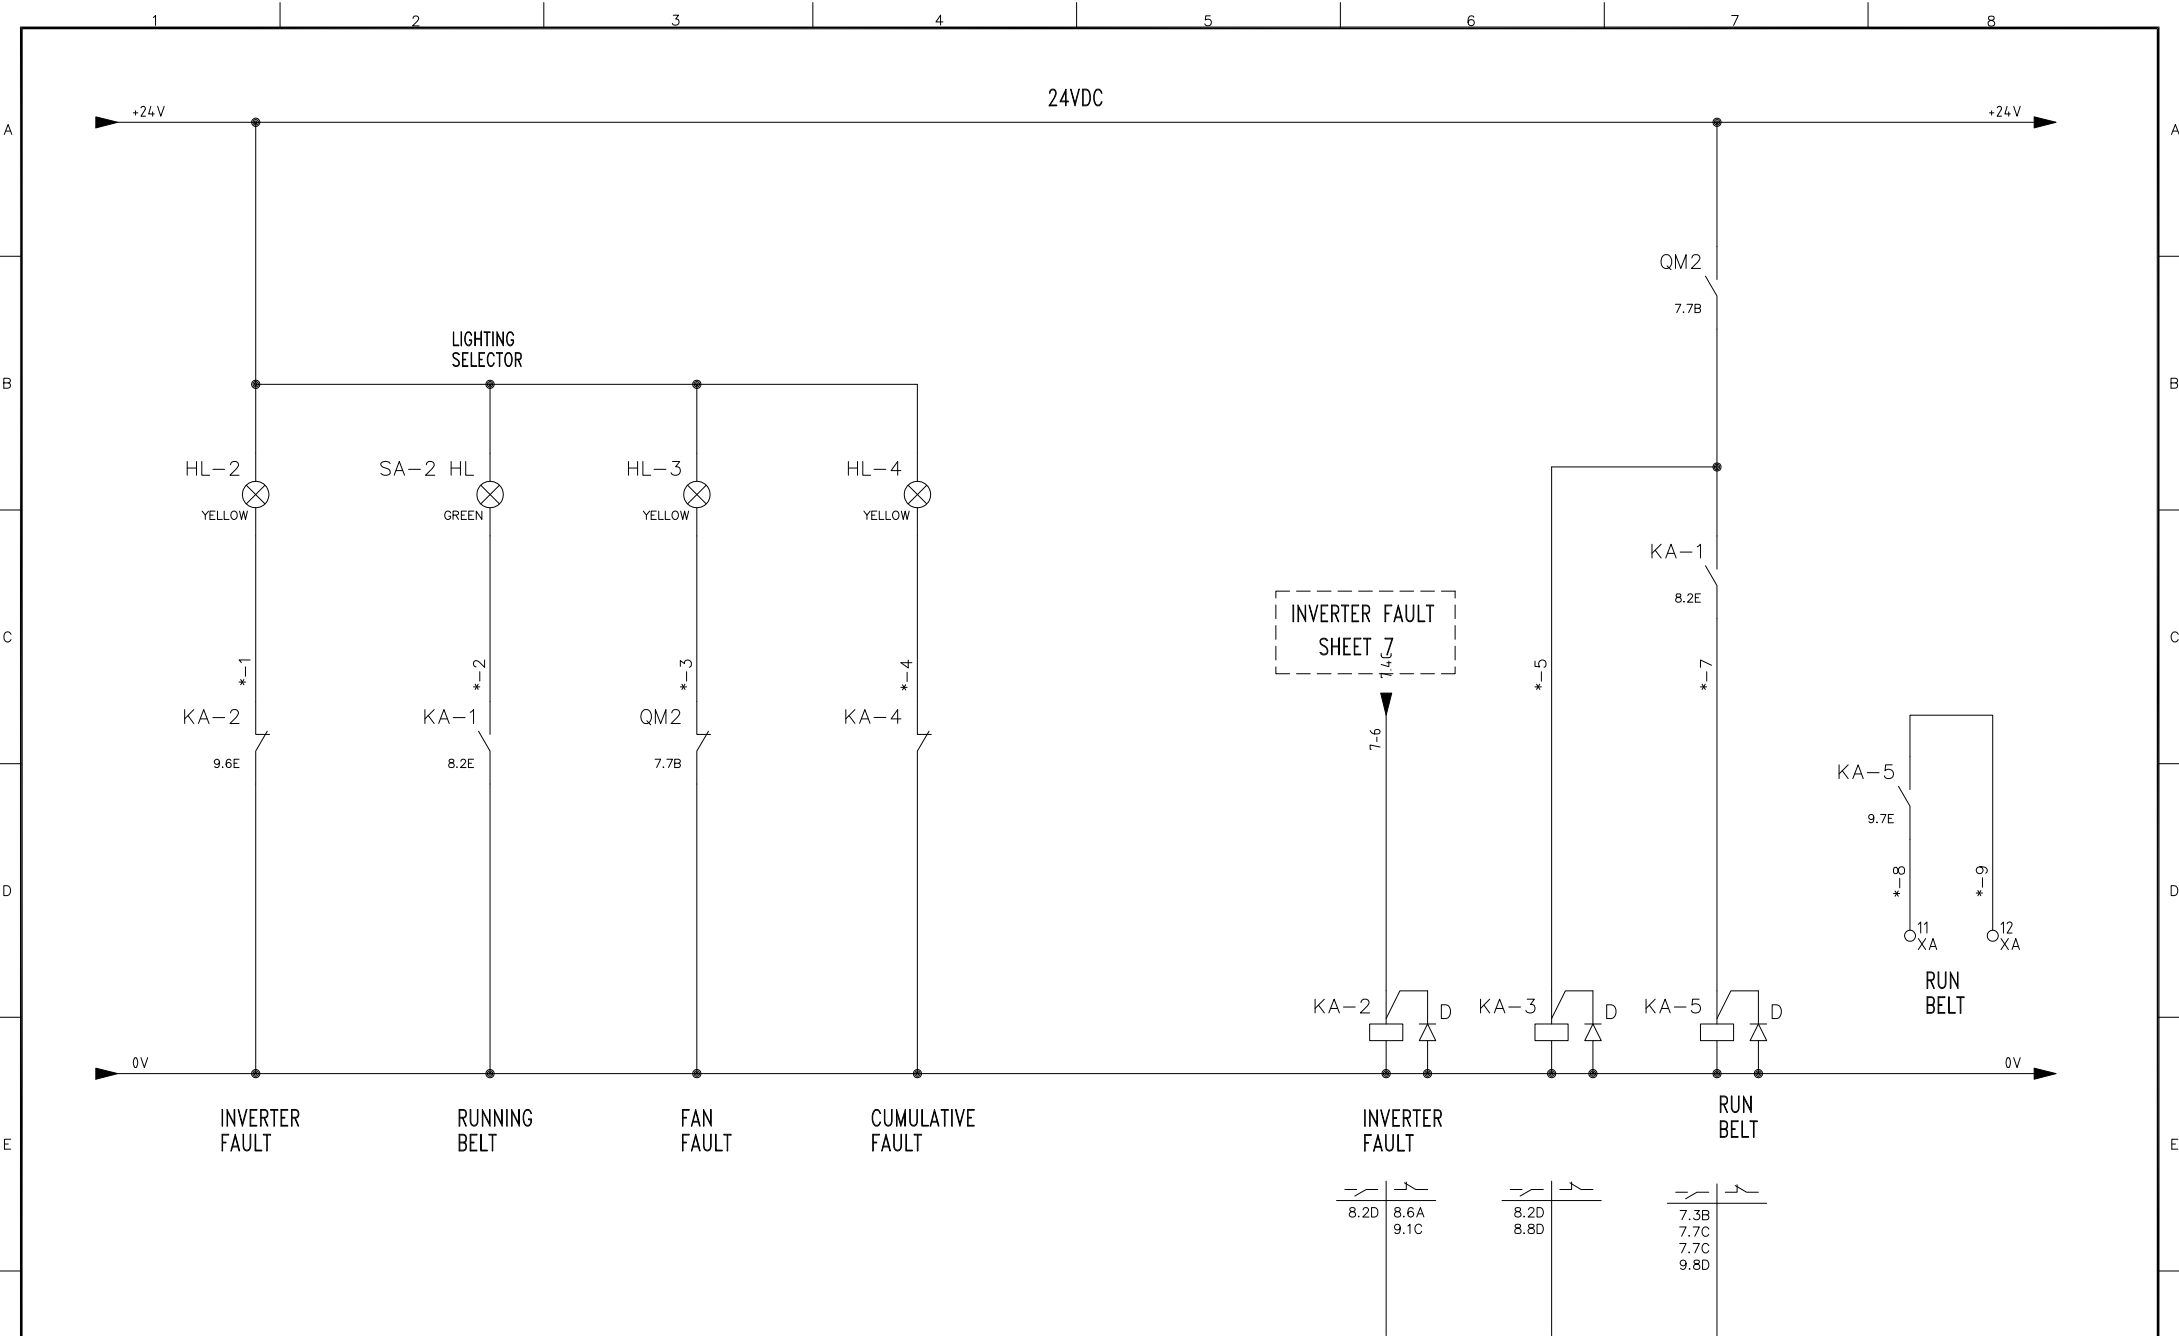 1 2 3 4 5 6 7 8
24VDC
+24V +24V
A A
QM2
7.7B
LIGHTING
SELECTOR
B B
HL-2 SA-2 HL HL-3 HL-4
YELLOW GREEN YELLOW YELLOW
KA-1
8.2E
INVERTER FAULT
SHEET 7
C C
*-1 *-2 *-3 *-4 *-5 *-7
KA-2 KA-1 QM2 KA-4
7-6
9.6E 8.2E 7.7B
KA-5
9.7E
*-8 *-9
D D
11 12
XA XA
RUN
BELT
KA-2 D KA-3 D KA-5 D
0V 0V
INVERTER
FAULT
RUNNING
BELT
FAN
FAULT
CUMULATIVE
FAULT
INVERTER
FAULT
RUN
BELT
E E
8.2D 8.6A
9.1C
8.2D
8.8D
7.3B
7.7C
7.7C
9.8D